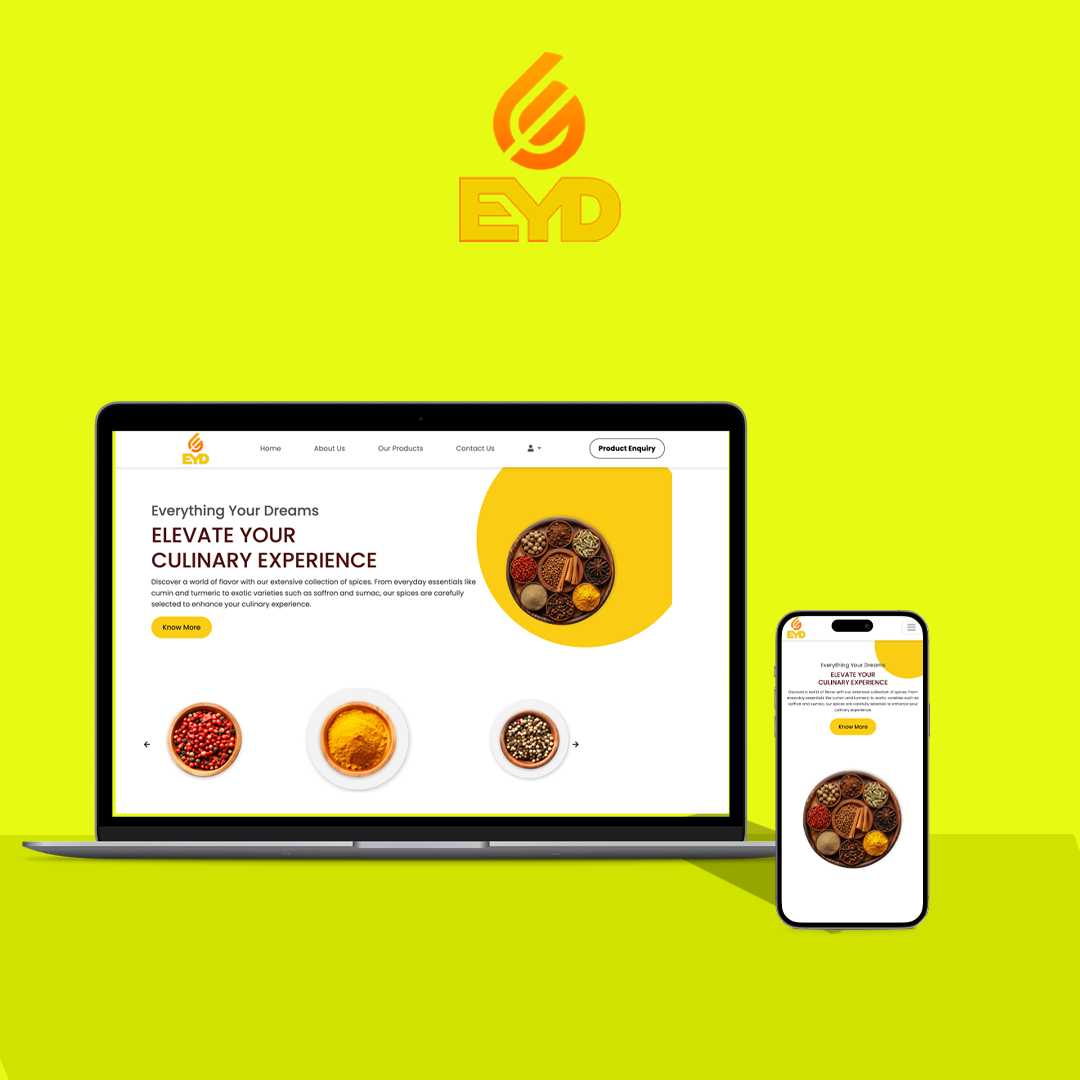 EYD
EYD
Home
About Us
Our Products
Contact Us
Product Enquiry
Everything Your Dreams
ELEVATE YOUR
CULINARY EXPERIENCE
Discover a world of flavor with our extensive collection of spices. From everyday essentials like
cumin and turmeric to exotic varieties such as saffron and sumac, our spices are carefully
selected to enhance your culinary experience.
Know More
EYD
Everything Your Dreams
ELEVATE YOUR
CULINARY EXPERIENCE
Discover a world of flavor with our extensive collection of spices. From
everyday essentials like cumin and turmeric to exotic varieties such as
saffron and sumac, our spices are carefully selected to enhance your
culinary experience.
Know More